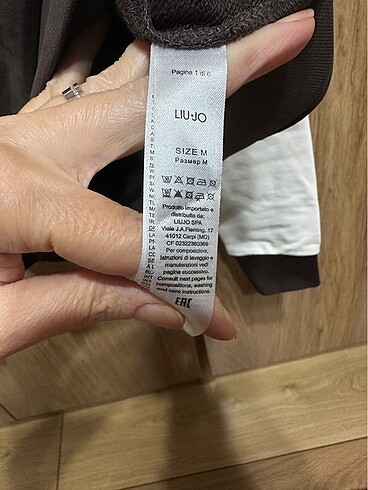 Pagina 1 di 6
LIU·JO
SIZE M
Размер M
Prodotto importato e
distribuito da:
LIUJO SPA
Viale J.A.Fleming, 17
41012 Carpi (MO)
CF 02322360369
Per composizioni,
istruzioni di lavaggio e
manutenzioni vedi
pagine successivo.
Consult next pages for
compositions, washing
and care instructions.
EAC